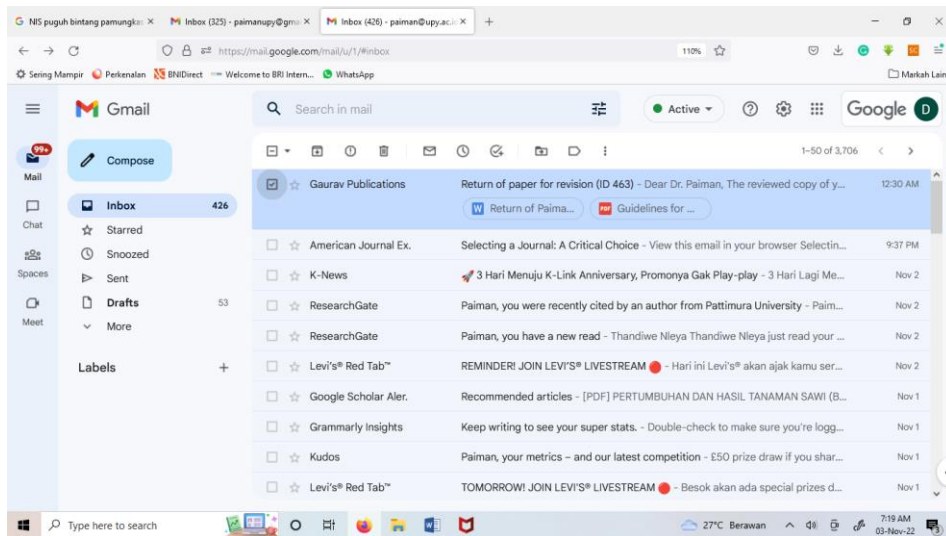 NIS puguh bintang pamungkas
Inbox (325) - paimanupy@gmai
Inbox (426) - paiman@upy.ac.i
https://mail.google.com/mail/u/1/#inbox
110%
Sering Mampir
Perkenalan
BNIDirect
Welcome to BRI Intern...
WhatsApp
Markah Lain
Gmail
Search in mail
Active
Google
D
99+
Mail
Chat
Spaces
Meet
Compose
Inbox 426
Starred
Snoozed
Sent
Drafts 53
More
Labels
1–50 of 3,706
Gaurav Publications Return of paper for revision (ID 463) - Dear Dr. Paiman, The reviewed copy of y... 12:30 AM
W Return of Paima... PDF Guidelines for ...
American Journal Ex. Selecting a Journal: A Critical Choice - View this email in your browser Selectin... 9:37 PM
K-News 🚀 3 Hari Menuju K-Link Anniversary, Promonya Gak Play-play - 3 Hari Lagi Me... Nov 2
ResearchGate Paiman, you were recently cited by an author from Pattimura University - Paim... Nov 2
ResearchGate Paiman, you have a new read - Thandiwe Nleya Thandiwe Nleya just read your ... Nov 2
Levi's® Red Tab™ REMINDER! JOIN LEVI'S® LIVESTREAM 🔴 - Hari ini Levi's® akan ajak kamu ser... Nov 2
Google Scholar Aler. Recommended articles - [PDF] PERTUMBUHAN DAN HASIL TANAMAN SAWI (B... Nov 1
Grammarly Insights Keep writing to see your super stats. - Double-check to make sure you're logg... Nov 1
Kudos Paiman, your metrics – and our latest competition - £50 prize draw if you shar... Nov 1
Levi's® Red Tab™ TOMORROW! JOIN LEVI'S® LIVESTREAM 🔴 - Besok akan ada special prizes d... Nov 1
Type here to search
27°C Berawan
7:19 AM
03-Nov-22